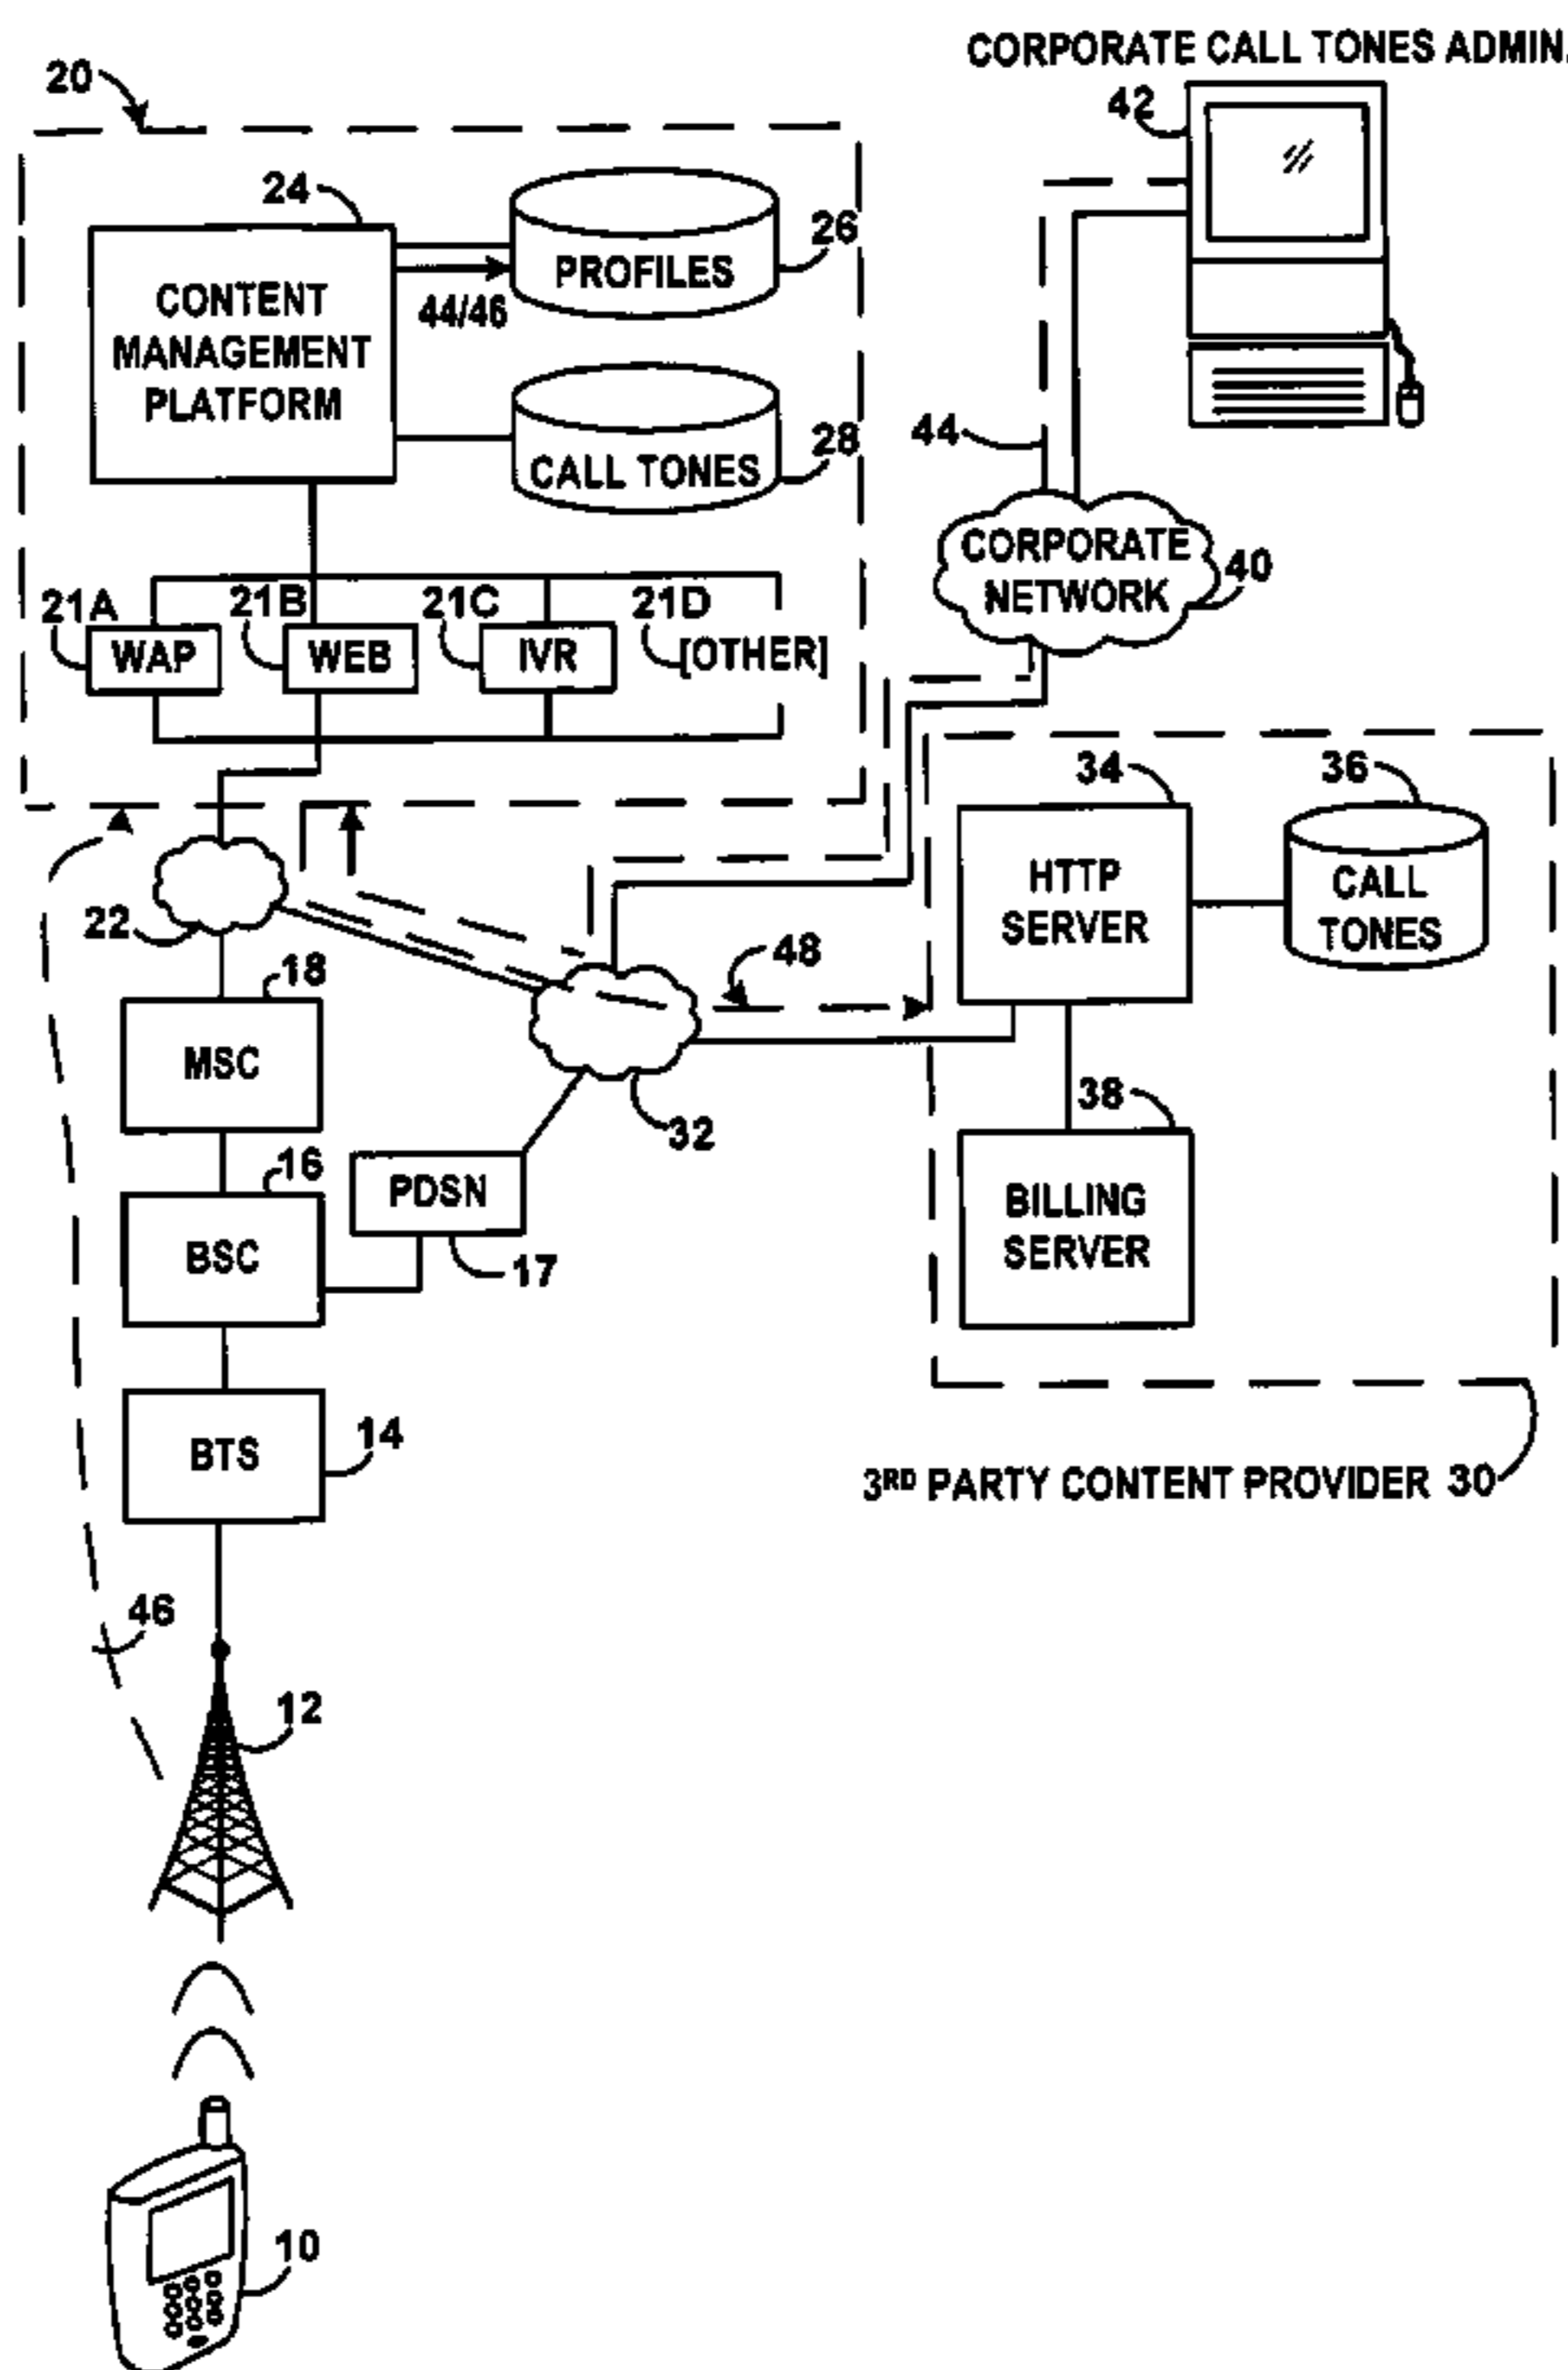 CORPORATE CALL TONES ADMIN.
20
42
24
CONTENT
MANAGEMENT
PLATFORM
PROFILES
26
44/46
CALL TONES
28
44
CORPORATE
NETWORK
40
21A
21B
21C
21D
WAP
WEB
IVR
[OTHER]
34
36
HTTP
SERVER
CALL
TONES
22
48
18
MSC
32
38
16
PDSN
17
BSC
BILLING
SERVER
BTS
14
3RD PARTY CONTENT PROVIDER 30
46
12
10